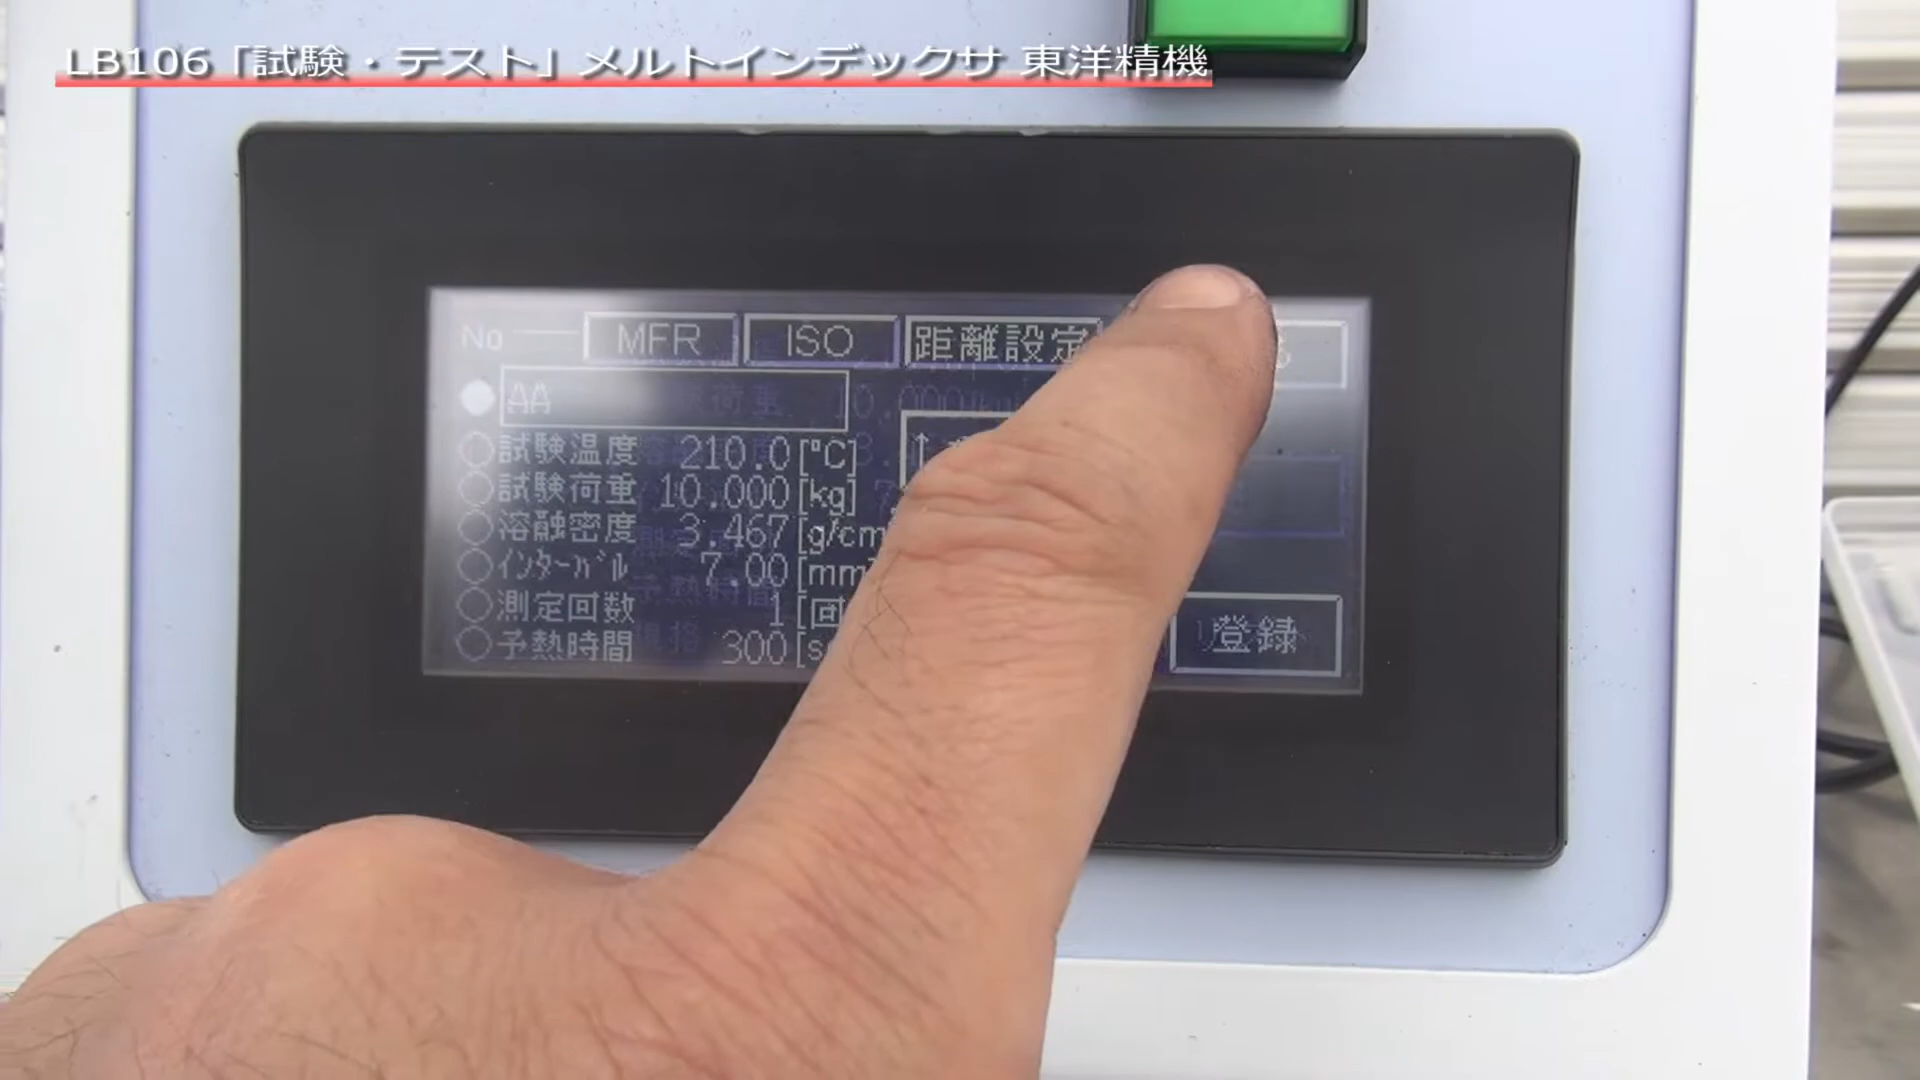 LB106「試験・テスト」メルトインデックサ 東洋精機
No MFR ISO 距離設定
AA
試験温度 210.0 [°C]
試験荷重 10.000 [kg]
溶融密度 3.467 [g/cm
インターバル 7.00 [mm]
測定回数 1 [回
予熱時間 300 [s
登録